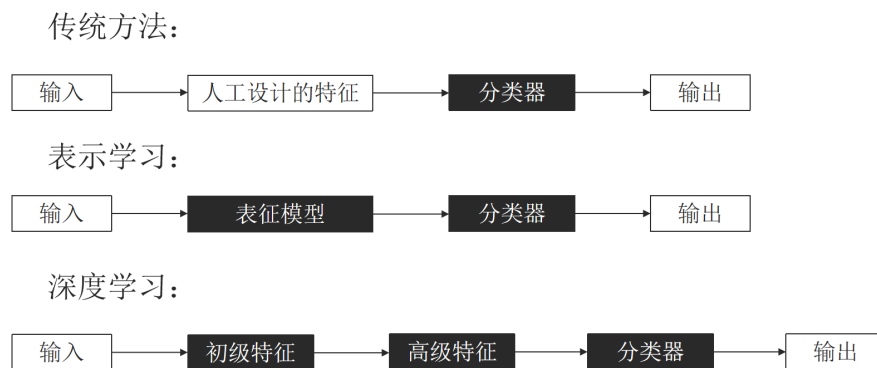 传统方法：
输入 人工设计的特征 分类器 输出
表示学习：
输入 表征模型 分类器 输出
深度学习：
输入 初级特征 高级特征 分类器 输出